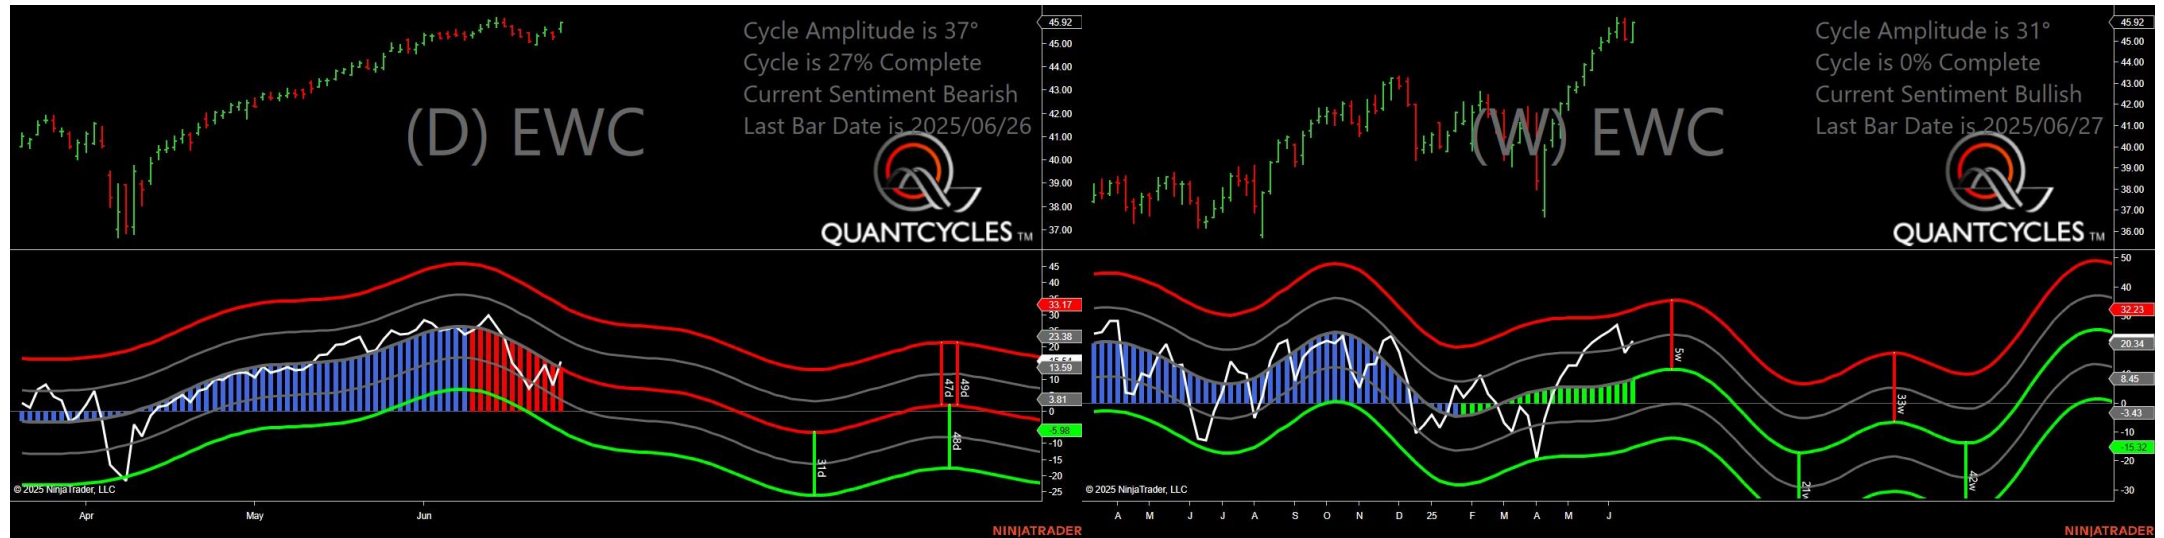 Cycle Amplitude is 37°
Cycle is 27% Complete
Current Sentiment Bearish
Last Bar Date is 2025/06/26
(D) EWC
QUANTCYCLES TM
45.92
45.00
44.00
43.00
42.00
41.00
40.00
39.00
38.00
37.00
45
40
33.17
23.38
20
13.59
10
3.81
0
-5.98
-10
-15
-20
-25
31d
47d
49d
48d
© 2025 NinjaTrader, LLC
Apr May Jun
NINJATRADER
Cycle Amplitude is 31°
Cycle is 0% Complete
Current Sentiment Bullish
Last Bar Date is 2025/06/27
(W) EWC
QUANTCYCLES TM
45.92
45.00
44.00
43.00
42.00
41.00
40.00
39.00
38.00
37.00
36.00
50
40
32.23
20.34
8.45
0
-3.43
-15.32
-20
-30
5w
33w
42w
© 2025 NinjaTrader, LLC
A M J J A S O N D 25 F M A M J
NINJATRADER